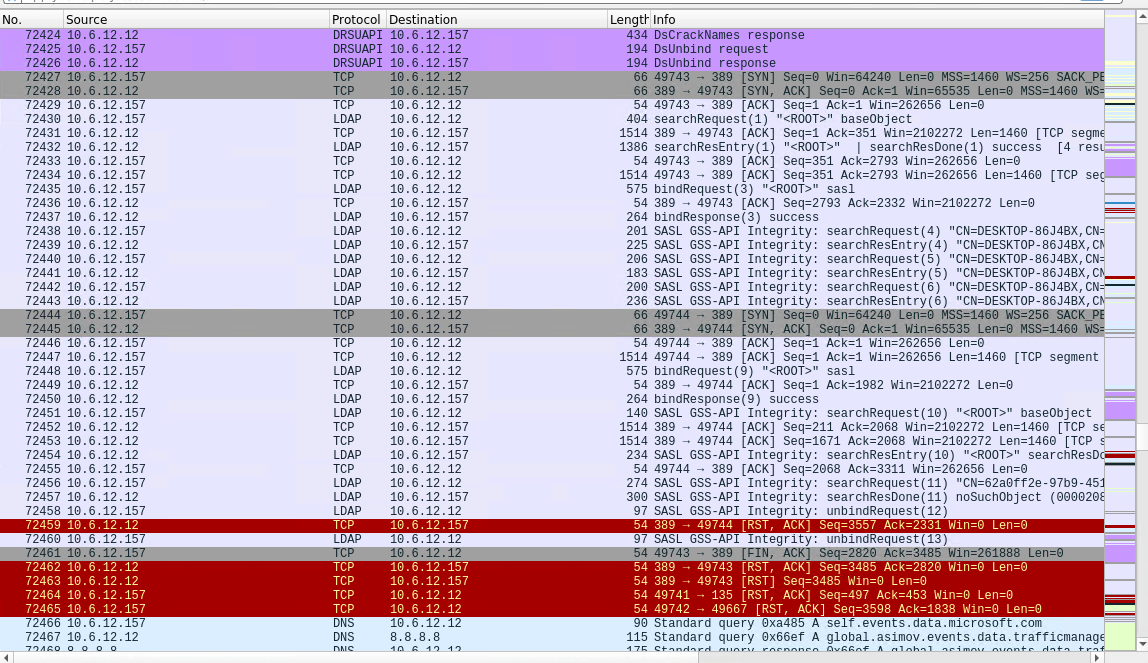 No. Source Protocol Destination Length Info
72424 10.6.12.12 DRSUAPI 10.6.12.157 434 DsCrackNames response
72425 10.6.12.157 DRSUAPI 10.6.12.12 194 DsUnbind request
72426 10.6.12.12 DRSUAPI 10.6.12.157 194 DsUnbind response
72427 10.6.12.157 TCP 10.6.12.12 66 49743 → 389 [SYN] Seq=0 Win=64240 Len=0 MSS=1460 WS=256 SACK_PE
72428 10.6.12.12 TCP 10.6.12.157 66 389 → 49743 [SYN, ACK] Seq=0 Ack=1 Win=65535 Len=0 MSS=1460 WS=
72429 10.6.12.157 TCP 10.6.12.12 54 49743 → 389 [ACK] Seq=1 Ack=1 Win=262656 Len=0
72430 10.6.12.157 LDAP 10.6.12.12 404 searchRequest(1) "<ROOT>" baseObject
72431 10.6.12.12 TCP 10.6.12.157 1514 389 → 49743 [ACK] Seq=1 Ack=351 Win=2102272 Len=1460 [TCP segme
72432 10.6.12.12 LDAP 10.6.12.157 1386 searchResEntry(1) "<ROOT>" | searchResDone(1) success [4 resu
72433 10.6.12.157 TCP 10.6.12.12 54 49743 → 389 [ACK] Seq=351 Ack=2793 Win=262656 Len=0
72434 10.6.12.157 TCP 10.6.12.12 1514 49743 → 389 [ACK] Seq=351 Ack=2793 Win=262656 Len=1460 [TCP seg
72435 10.6.12.157 LDAP 10.6.12.12 575 bindRequest(3) "<ROOT>" sasl
72436 10.6.12.12 TCP 10.6.12.157 54 389 → 49743 [ACK] Seq=2793 Ack=2332 Win=2102272 Len=0
72437 10.6.12.12 LDAP 10.6.12.157 264 bindResponse(3) success
72438 10.6.12.157 LDAP 10.6.12.12 201 SASL GSS-API Integrity: searchRequest(4) "CN=DESKTOP-86J4BX,CN=
72439 10.6.12.12 LDAP 10.6.12.157 225 SASL GSS-API Integrity: searchResEntry(4) "CN=DESKTOP-86J4BX,CN
72440 10.6.12.157 LDAP 10.6.12.12 206 SASL GSS-API Integrity: searchRequest(5) "CN=DESKTOP-86J4BX,CN=
72441 10.6.12.12 LDAP 10.6.12.157 183 SASL GSS-API Integrity: searchResEntry(5) "CN=DESKTOP-86J4BX,CN
72442 10.6.12.157 LDAP 10.6.12.12 200 SASL GSS-API Integrity: searchRequest(6) "CN=DESKTOP-86J4BX,CN=
72443 10.6.12.12 LDAP 10.6.12.157 236 SASL GSS-API Integrity: searchResEntry(6) "CN=DESKTOP-86J4BX,CN
72444 10.6.12.157 TCP 10.6.12.12 66 49744 → 389 [SYN] Seq=0 Win=64240 Len=0 MSS=1460 WS=256 SACK_PE
72445 10.6.12.12 TCP 10.6.12.157 66 389 → 49744 [SYN, ACK] Seq=0 Ack=1 Win=65535 Len=0 MSS=1460 WS=
72446 10.6.12.157 TCP 10.6.12.12 54 49744 → 389 [ACK] Seq=1 Ack=1 Win=262656 Len=0
72447 10.6.12.157 TCP 10.6.12.12 1514 49744 → 389 [ACK] Seq=1 Ack=1 Win=262656 Len=1460 [TCP segment
72448 10.6.12.157 LDAP 10.6.12.12 575 bindRequest(9) "<ROOT>" sasl
72449 10.6.12.12 TCP 10.6.12.157 54 389 → 49744 [ACK] Seq=1 Ack=1982 Win=2102272 Len=0
72450 10.6.12.12 LDAP 10.6.12.157 264 bindResponse(9) success
72451 10.6.12.157 LDAP 10.6.12.12 140 SASL GSS-API Integrity: searchRequest(10) "<ROOT>" baseObject
72452 10.6.12.12 TCP 10.6.12.157 1514 389 → 49744 [ACK] Seq=211 Ack=2068 Win=2102272 Len=1460 [TCP se
72453 10.6.12.12 TCP 10.6.12.157 1514 389 → 49744 [ACK] Seq=1671 Ack=2068 Win=2102272 Len=1460 [TCP s
72454 10.6.12.12 LDAP 10.6.12.157 234 SASL GSS-API Integrity: searchResEntry(10) "<ROOT>" searchResDo
72455 10.6.12.157 TCP 10.6.12.12 54 49744 → 389 [ACK] Seq=2068 Ack=3311 Win=262656 Len=0
72456 10.6.12.157 LDAP 10.6.12.12 274 SASL GSS-API Integrity: searchRequest(11) "CN=62a0ff2e-97b9-451
72457 10.6.12.12 LDAP 10.6.12.157 300 SASL GSS-API Integrity: searchResDone(11) noSuchObject (0000208
72458 10.6.12.157 LDAP 10.6.12.12 97 SASL GSS-API Integrity: unbindRequest(12)
72459 10.6.12.12 TCP 10.6.12.157 54 389 → 49744 [RST, ACK] Seq=3557 Ack=2331 Win=0 Len=0
72460 10.6.12.157 LDAP 10.6.12.12 97 SASL GSS-API Integrity: unbindRequest(13)
72461 10.6.12.157 TCP 10.6.12.12 54 49743 → 389 [FIN, ACK] Seq=2820 Ack=3485 Win=261888 Len=0
72462 10.6.12.12 TCP 10.6.12.157 54 389 → 49743 [RST, ACK] Seq=3485 Ack=2820 Win=0 Len=0
72463 10.6.12.12 TCP 10.6.12.157 54 389 → 49743 [RST] Seq=3485 Win=0 Len=0
72464 10.6.12.157 TCP 10.6.12.12 54 49741 → 135 [RST, ACK] Seq=497 Ack=453 Win=0 Len=0
72465 10.6.12.157 TCP 10.6.12.12 54 49742 → 49667 [RST, ACK] Seq=3598 Ack=1838 Win=0 Len=0
72466 10.6.12.157 DNS 10.6.12.12 90 Standard query 0xa485 A self.events.data.microsoft.com
72467 10.6.12.12 DNS 8.8.8.8 115 Standard query 0x66ef A global.asimov.events.data.trafficmanage
72468 8.8.8.8 DNS 10.6.12.12 175 Standard query response 0x66ef A global.asimov.events.data.traf